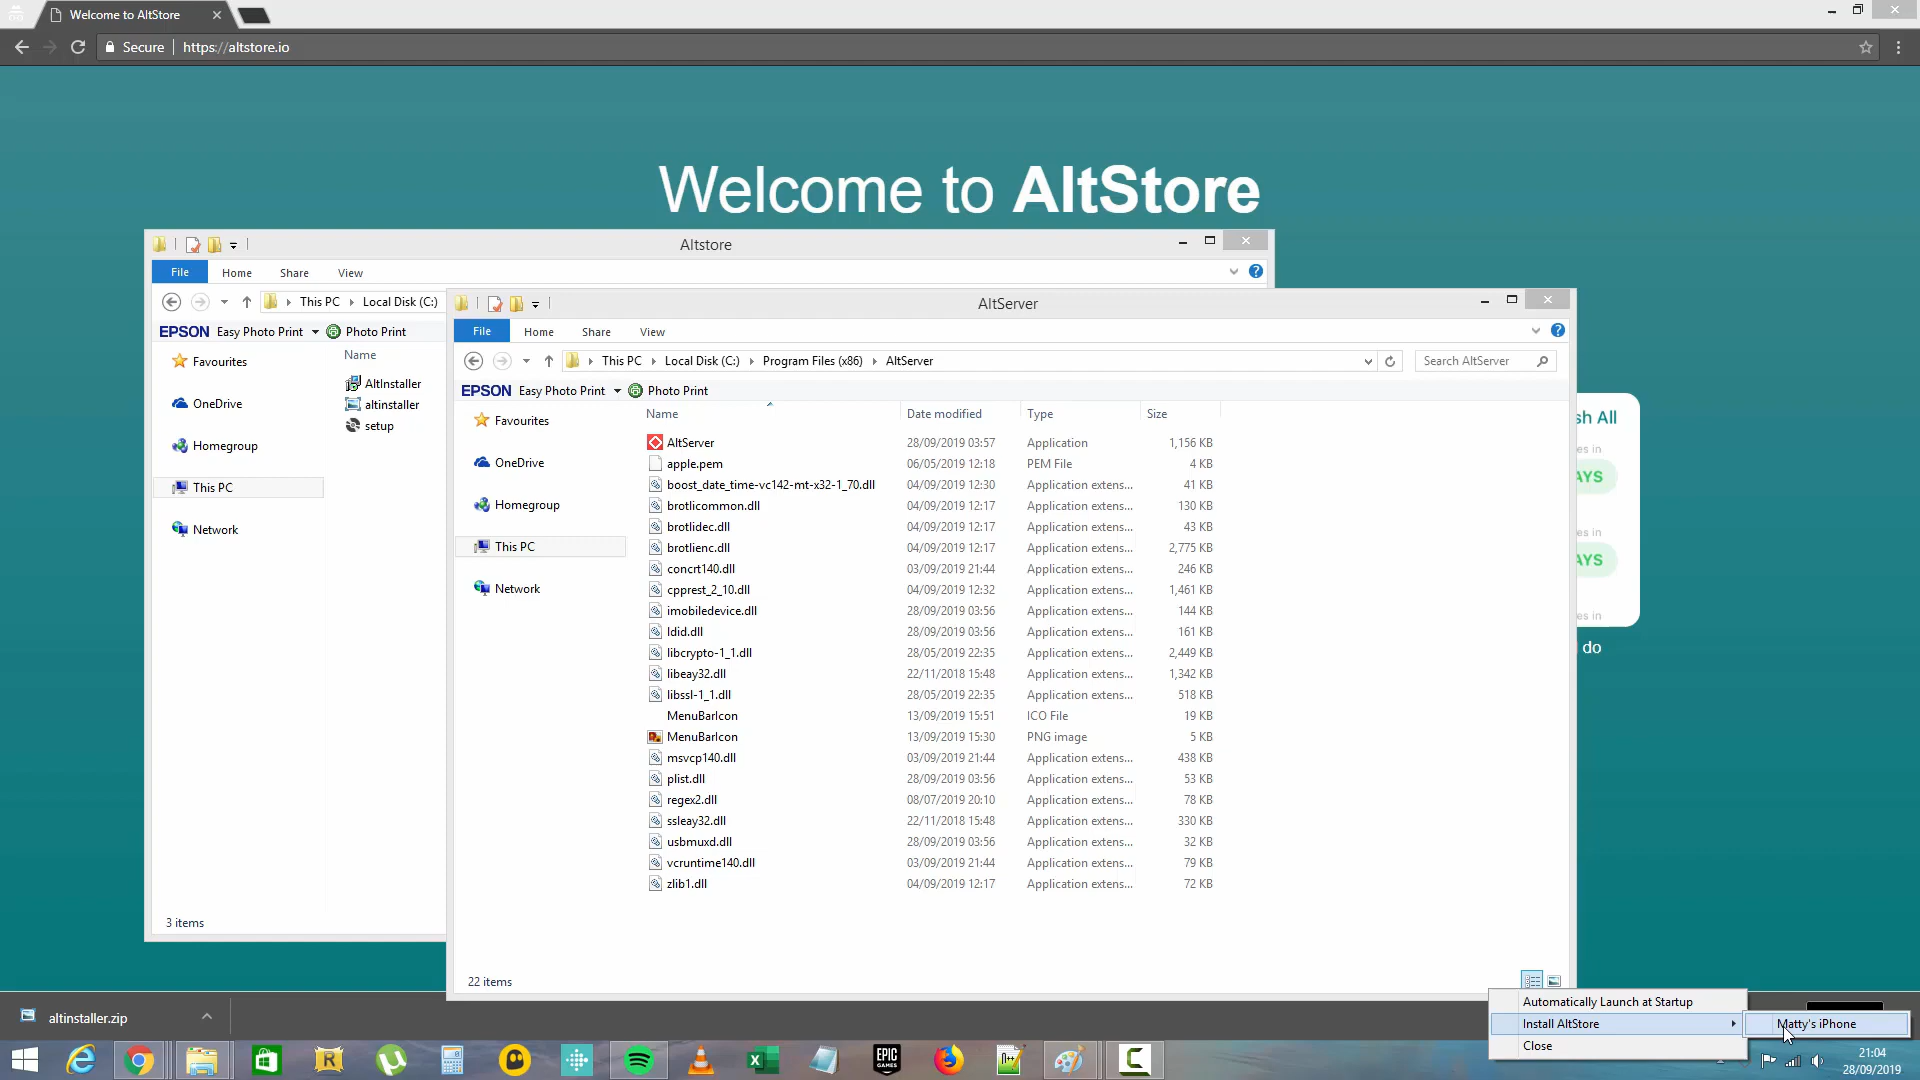 Welcome to AltStore
Secure https://altstore.io
Welcome to AltStore
Altstore
File Home Share View
This PC Local Disk (C:)
EPSON Easy Photo Print Photo Print
Favourites
OneDrive
Homegroup
This PC
Network
Name
AltInstaller
altinstaller
setup
3 items
AltServer
File Home Share View
This PC Local Disk (C:) Program Files (x86) AltServer
Search AltServer
EPSON Easy Photo Print Photo Print
Favourites
OneDrive
Homegroup
This PC
Network
Name Date modified Type Size
AltServer 28/09/2019 03:57 Application 1,156 KB
apple.pem 06/05/2019 12:18 PEM File 4 KB
boost_date_time-vc142-mt-x32-1_70.dll 04/09/2019 12:30 Application extens... 41 KB
brotlicommon.dll 04/09/2019 12:17 Application extens... 130 KB
brotlidec.dll 04/09/2019 12:17 Application extens... 43 KB
brotlienc.dll 04/09/2019 12:17 Application extens... 2,775 KB
concrt140.dll 03/09/2019 21:44 Application extens... 246 KB
cpprest_2_10.dll 04/09/2019 12:32 Application extens... 1,461 KB
imobiledevice.dll 28/09/2019 03:56 Application extens... 144 KB
ldid.dll 28/09/2019 03:56 Application extens... 161 KB
libcrypto-1_1.dll 28/05/2019 22:35 Application extens... 2,449 KB
libeay32.dll 22/11/2018 15:48 Application extens... 1,342 KB
libssl-1_1.dll 28/05/2019 22:35 Application extens... 518 KB
MenuBarIcon 13/09/2019 15:51 ICO File 19 KB
MenuBarIcon 13/09/2019 15:30 PNG image 5 KB
msvcp140.dll 03/09/2019 21:44 Application extens... 438 KB
plist.dll 28/09/2019 03:56 Application extens... 53 KB
regex2.dll 08/07/2019 20:10 Application extens... 78 KB
ssleay32.dll 22/11/2018 15:48 Application extens... 330 KB
usbmuxd.dll 28/09/2019 03:56 Application extens... 32 KB
vcruntime140.dll 03/09/2019 21:44 Application extens... 79 KB
zlib1.dll 04/09/2019 12:17 Application extens... 72 KB
22 items
sh All
es in
AYS
es in
AYS
es in
do
Automatically Launch at Startup
Install AltStore
Close
Matty's iPhone
altinstaller.zip
EPIC
GAMES
21:04
28/09/2019